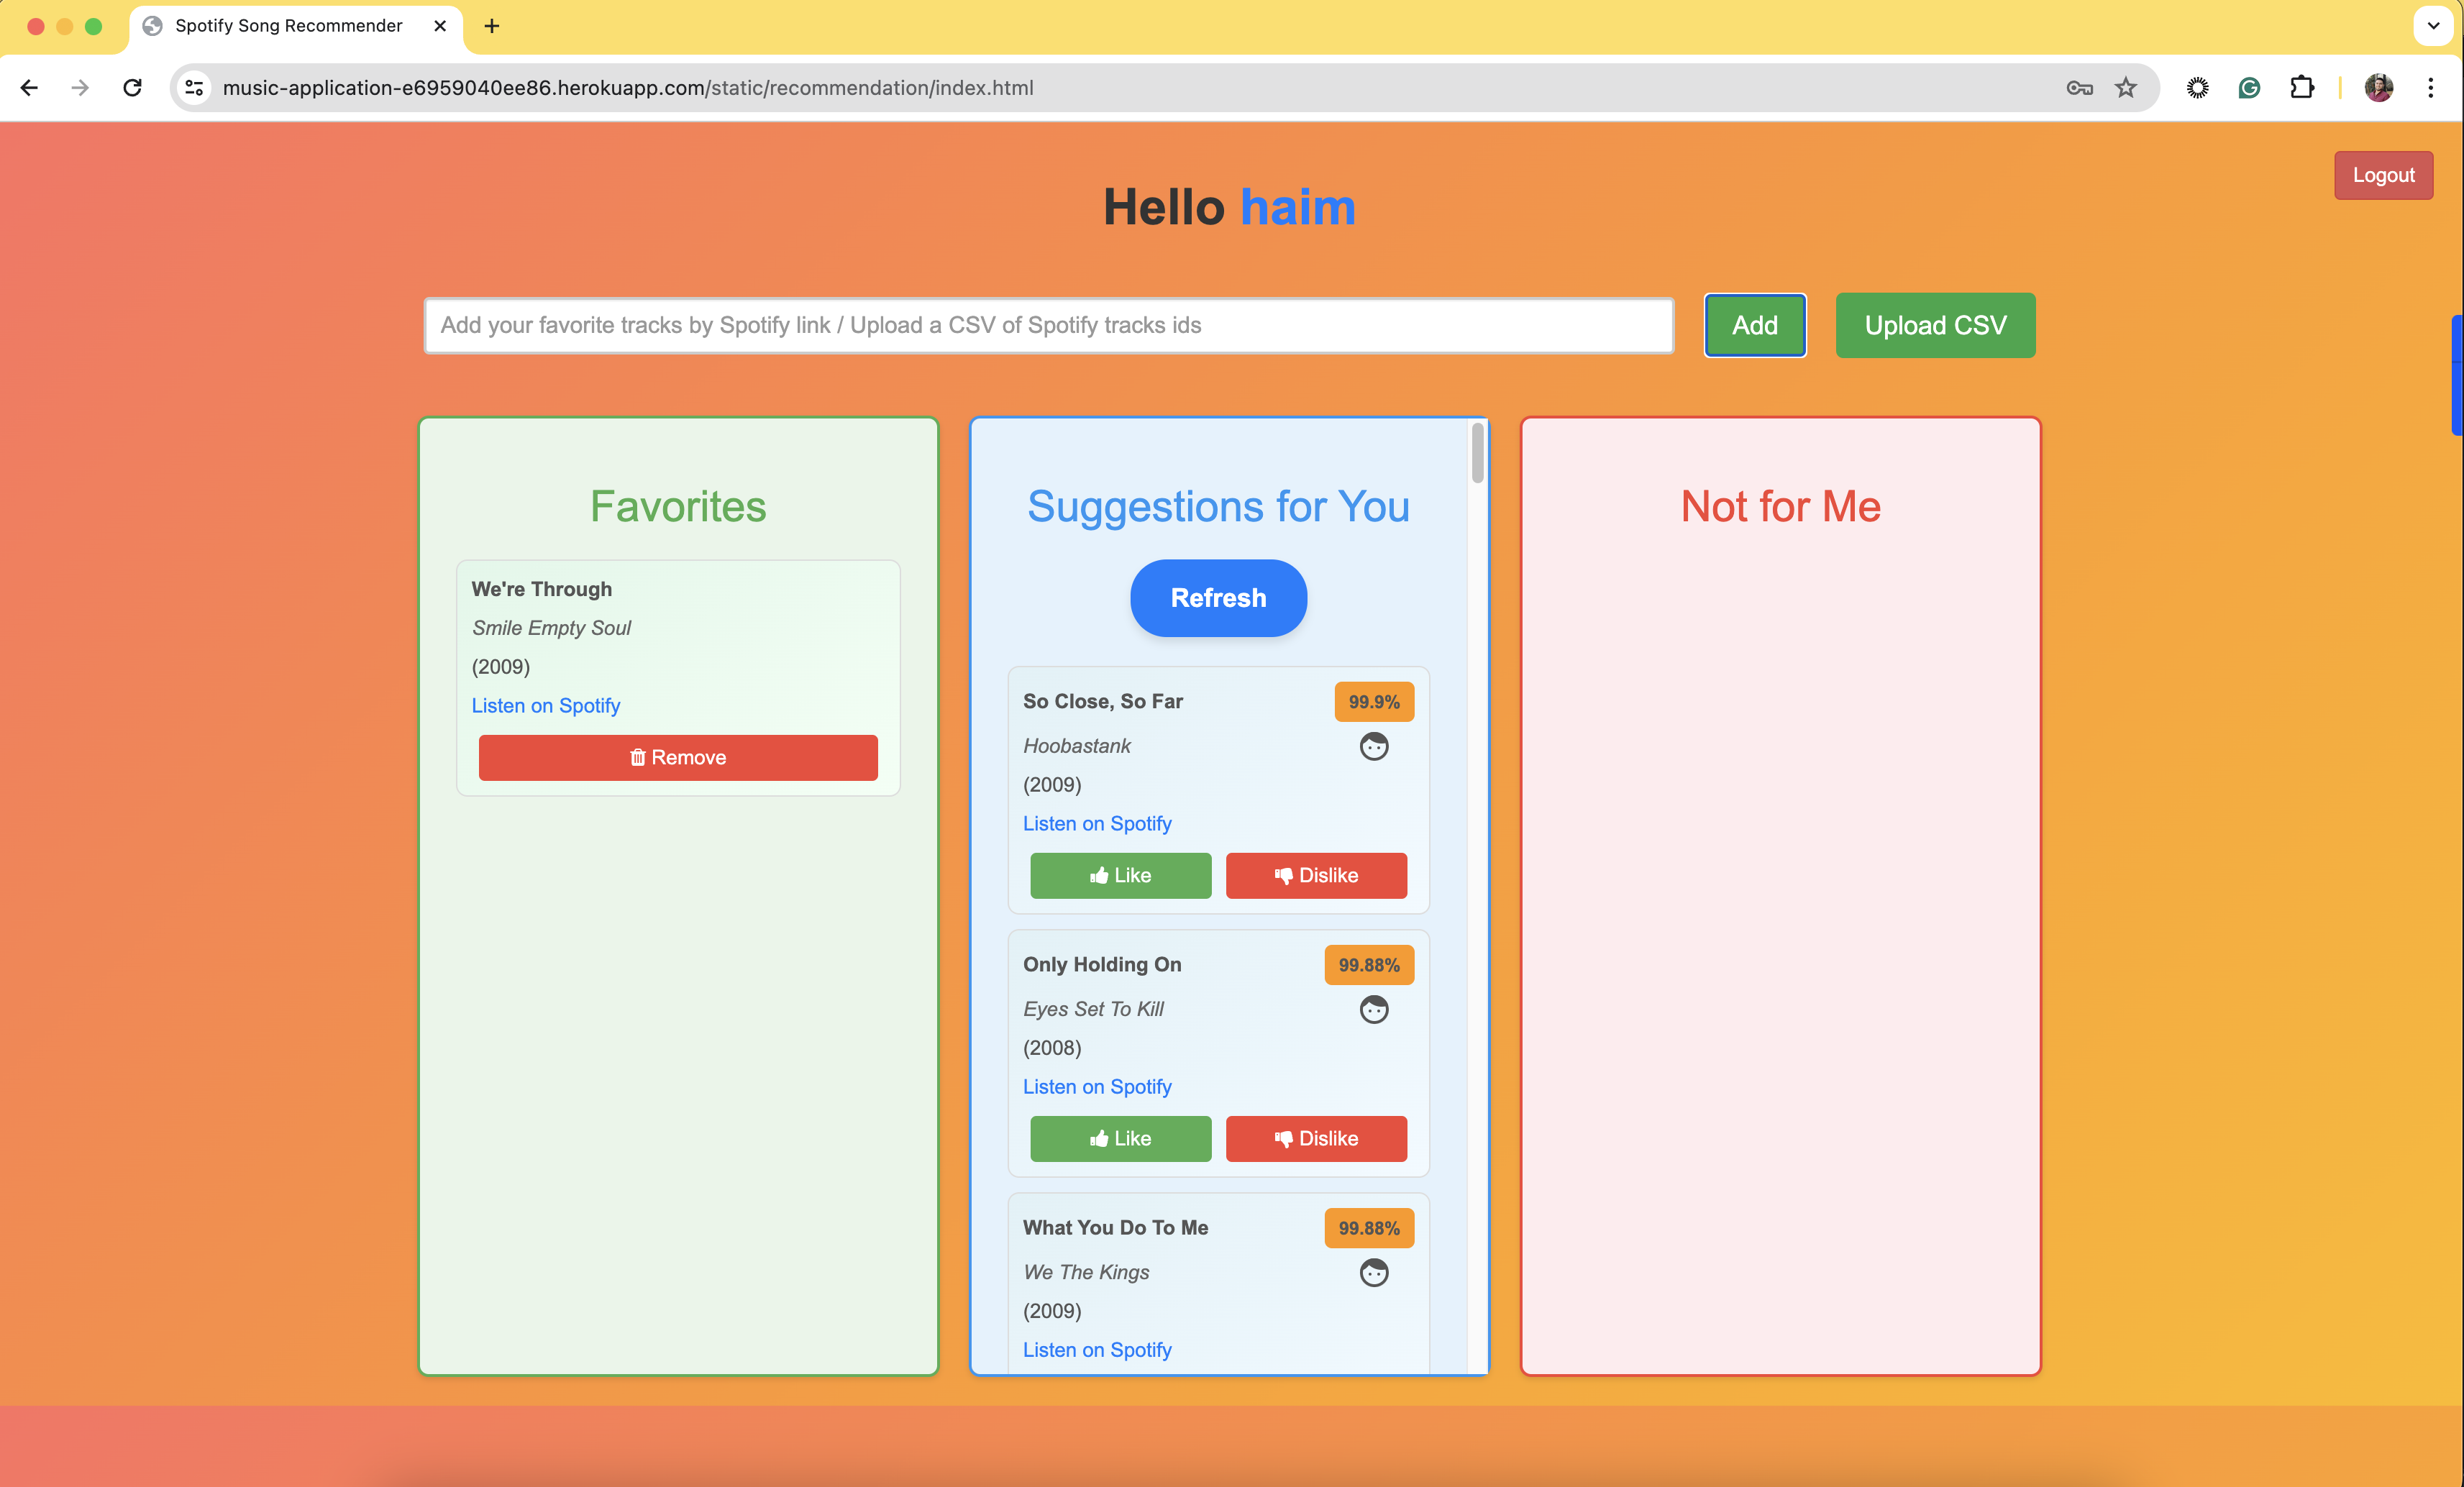 Spotify Song Recommender
music-application-e6959040ee86.herokuapp.com/static/recommendation/index.html
Logout
Hello haim
Add your favorite tracks by Spotify link / Upload a CSV of Spotify tracks ids
Add
Upload CSV
Favorites
We're Through
Smile Empty Soul
(2009)
Listen on Spotify
Remove
Suggestions for You
Refresh
So Close, So Far
99.9%
Hoobastank
(2009)
Listen on Spotify
Like
Dislike
Only Holding On
99.88%
Eyes Set To Kill
(2008)
Listen on Spotify
Like
Dislike
What You Do To Me
99.88%
We The Kings
(2009)
Listen on Spotify
Not for Me